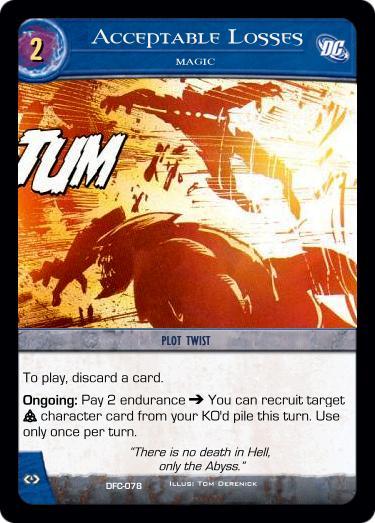 2
ACCEPTABLE LOSSES
DC
MAGIC
TUM
PLOT TWIST
To play, discard a card.
Ongoing: Pay 2 endurance ➔ You can recruit target
character card from your KO'd pile this turn. Use
only once per turn.
"There is no death in Hell,
only the Abyss."
DFC-078 ILLUS: TOM DERENICK